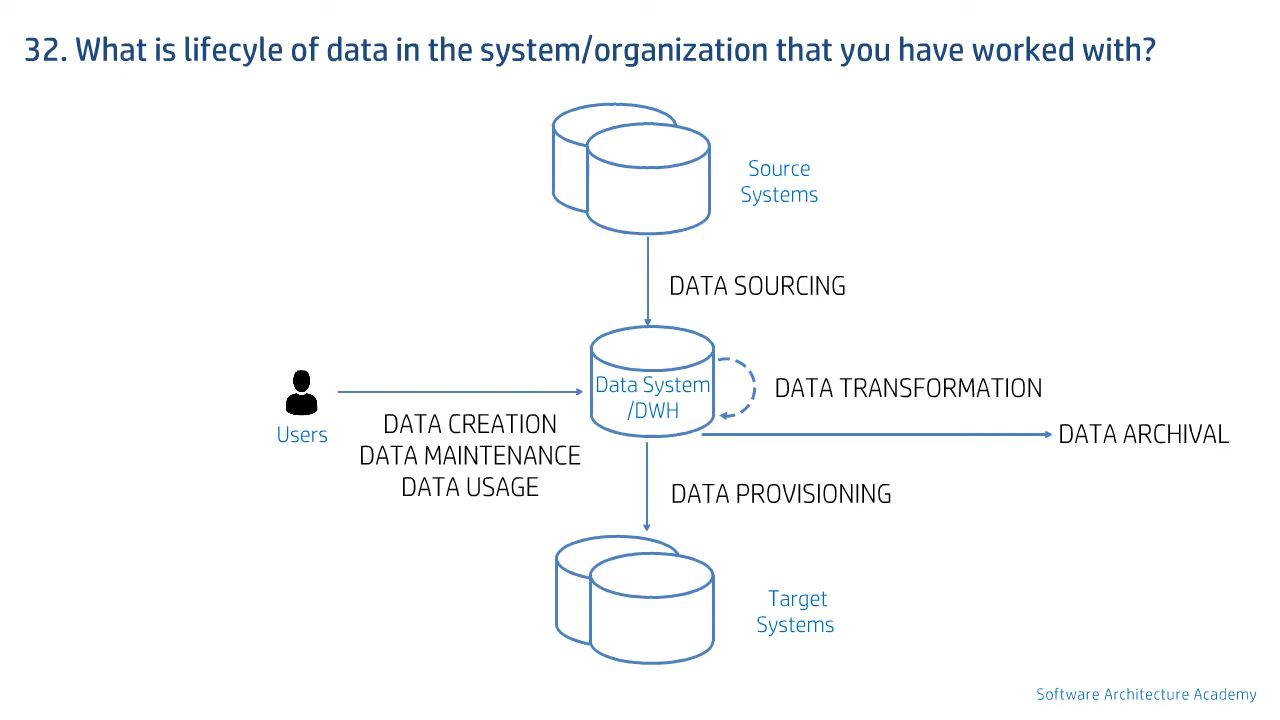 32. What is lifecyle of data in the system/organization that you have worked with?
Source
Systems
DATA SOURCING
Data System
/DWH
DATA TRANSFORMATION
Users
DATA CREATION
DATA MAINTENANCE
DATA USAGE
DATA ARCHIVAL
DATA PROVISIONING
Target
Systems
Software Architecture Academy